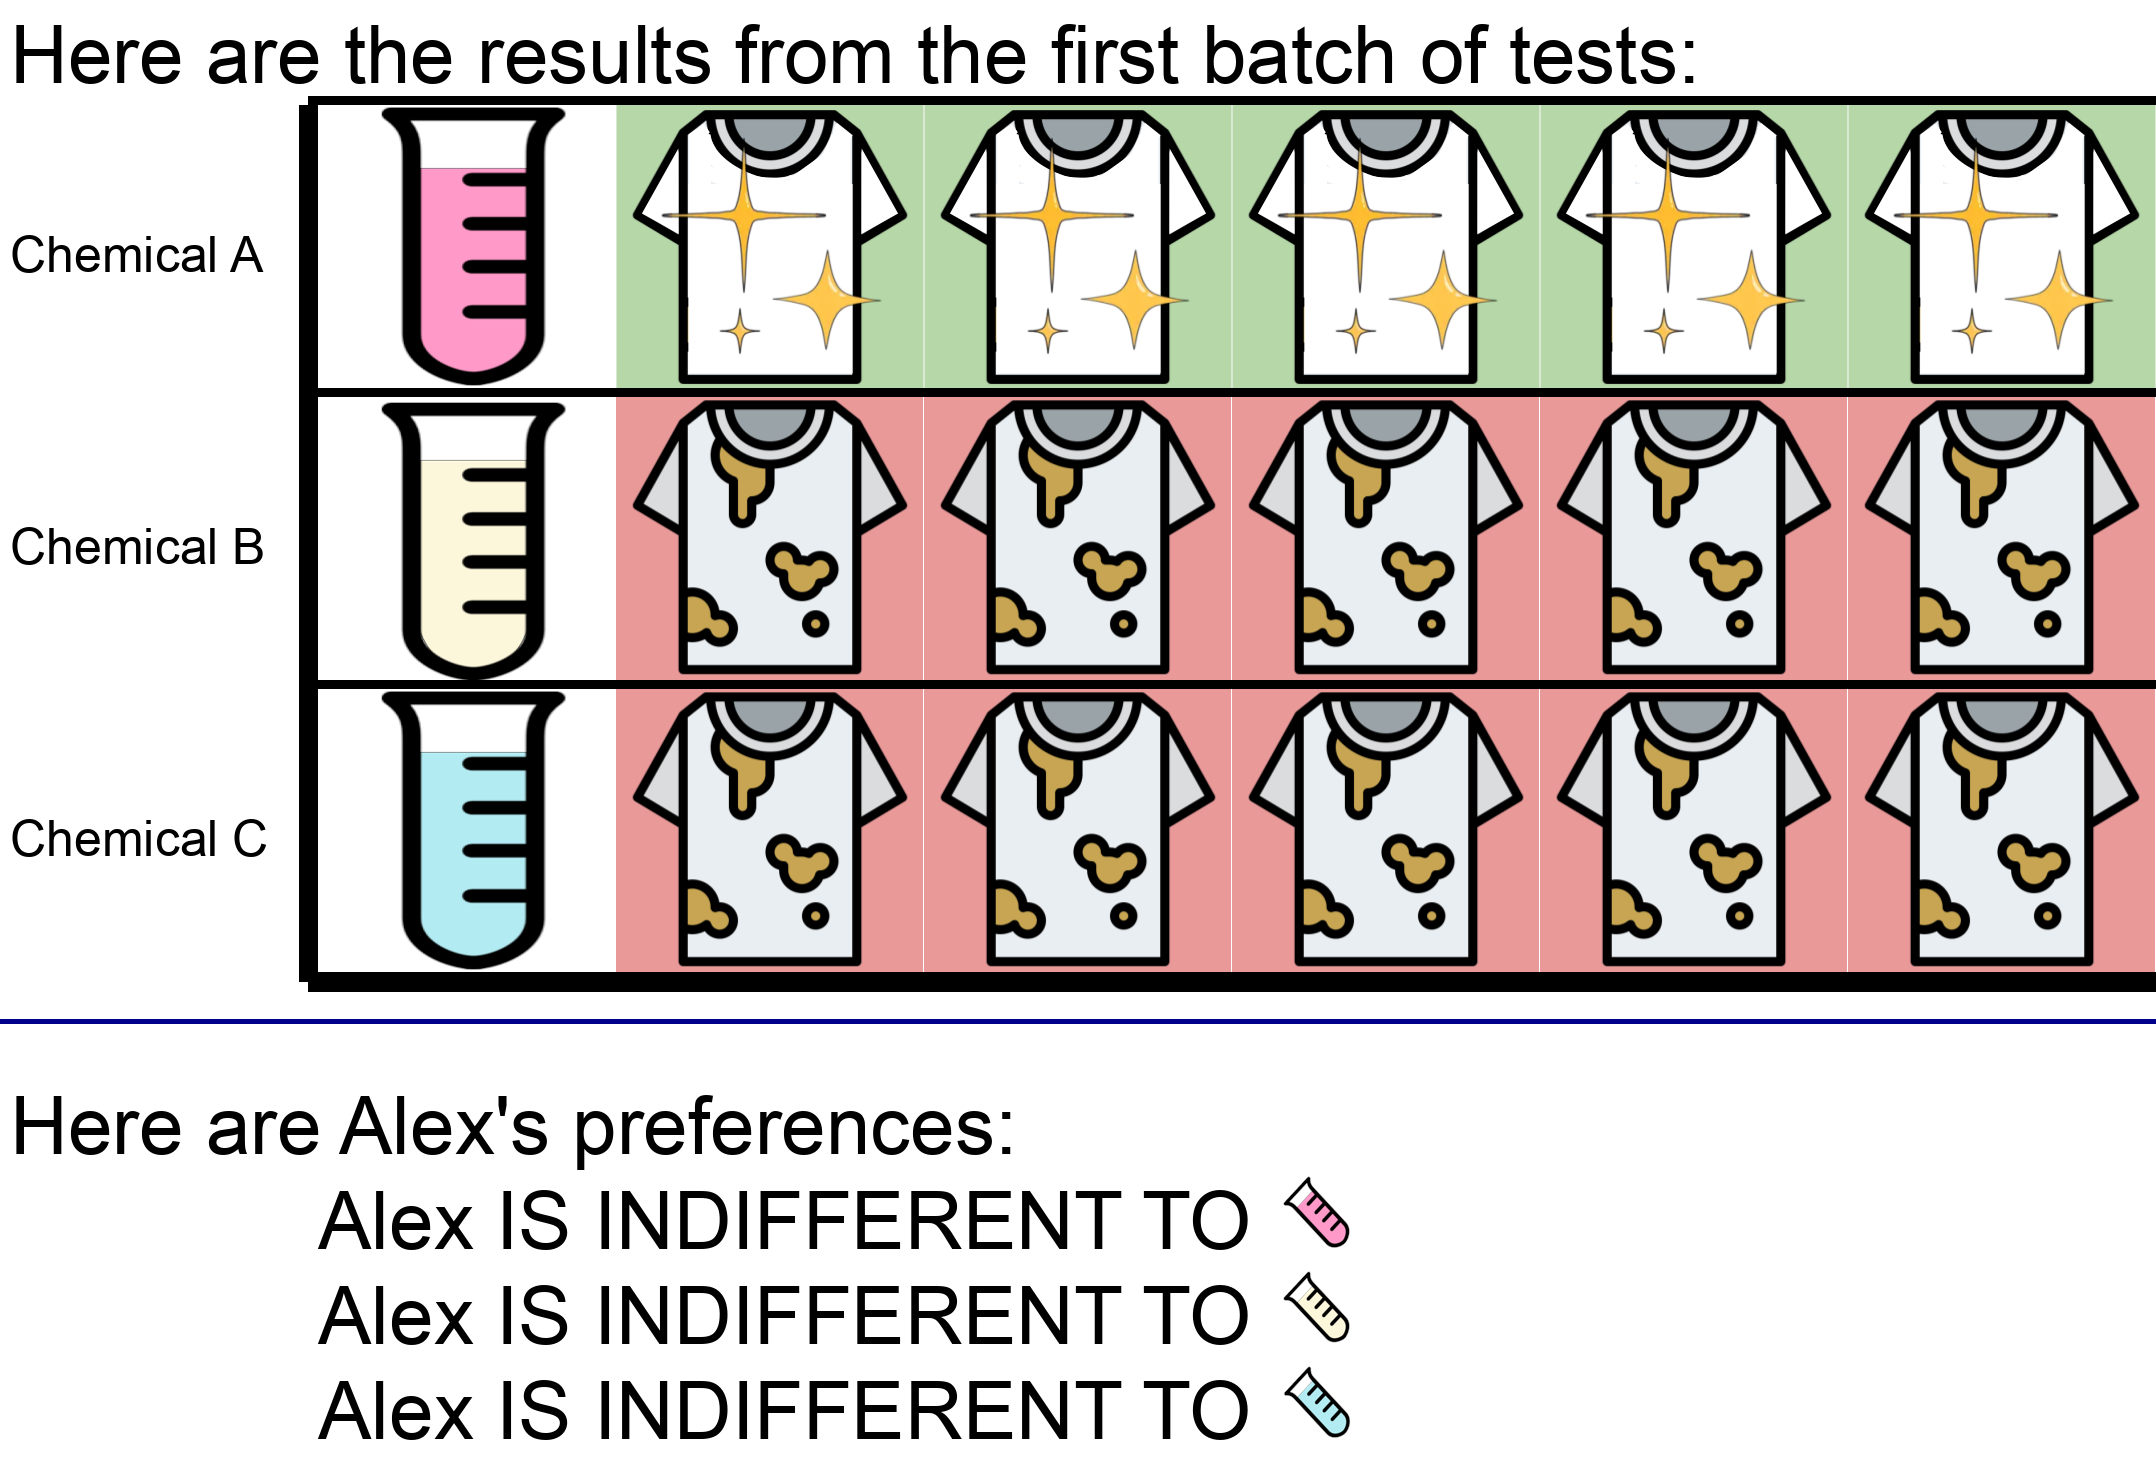 Here are the results from the first batch of tests:
Chemical A
Chemical B
Chemical C
Here are Alex's preferences:
Alex IS INDIFFERENT TO
Alex IS INDIFFERENT TO
Alex IS INDIFFERENT TO